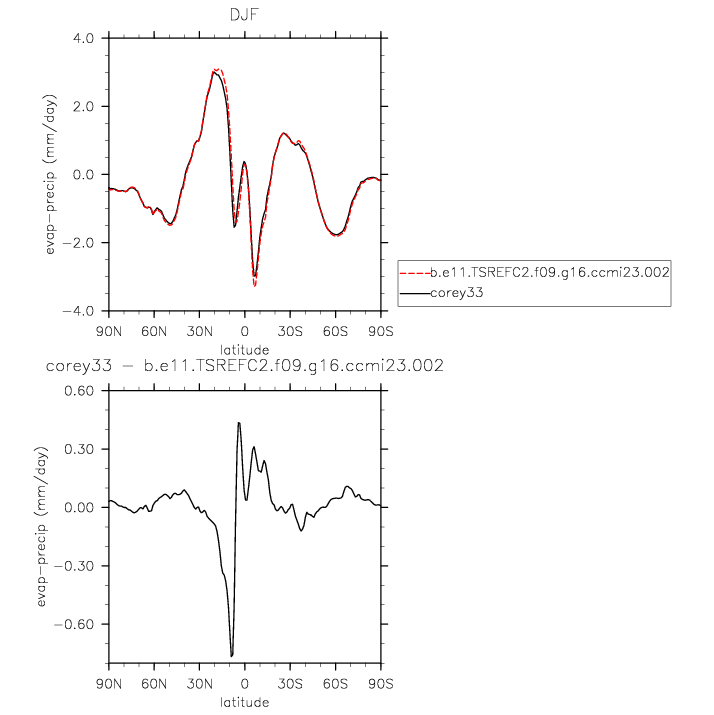 DJF
4.0
2.0
0.0
−2.0
−4.0
evap−precip (mm/day)
90N 60N 30N 0 30S 60S 90S
latitude
b.e11.TSREFC2.f09.g16.ccmi23.002
corey33
corey33 − b.e11.TSREFC2.f09.g16.ccmi23.002
0.60
0.30
0.00
−0.30
−0.60
evap−precip (mm/day)
90N 60N 30N 0 30S 60S 90S
latitude